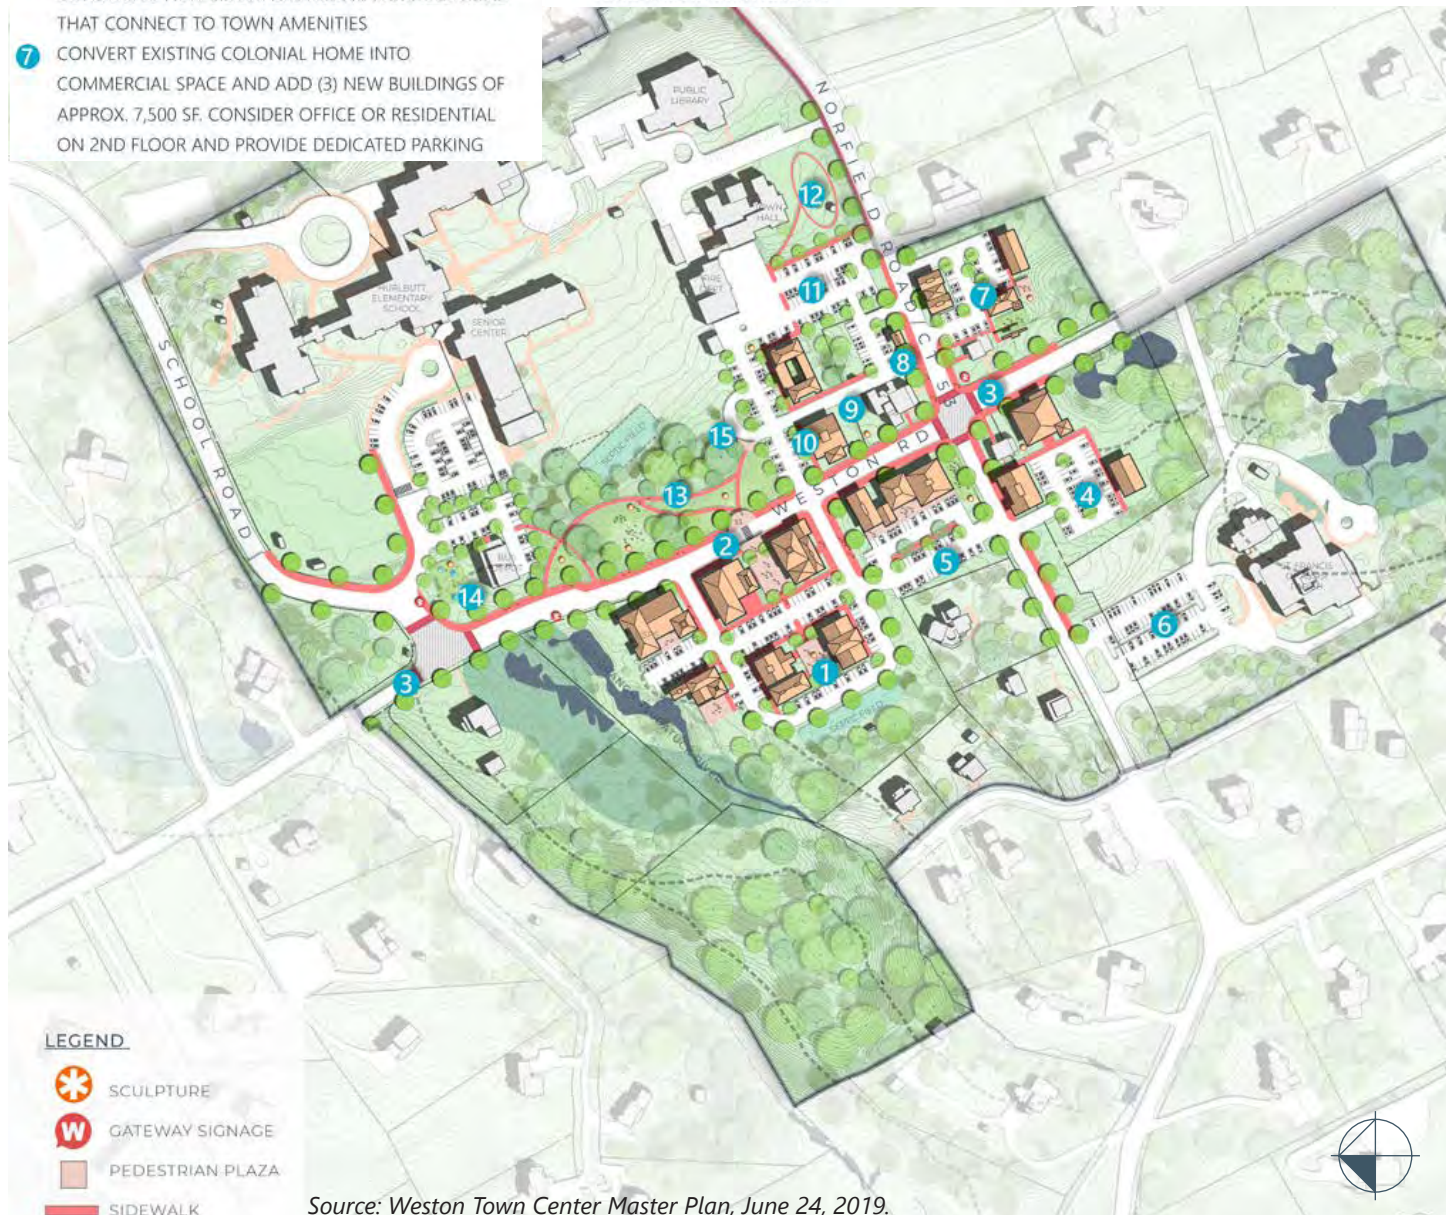 THAT CONNECT TO TOWN AMENITIES
7 CONVERT EXISTING COLONIAL HOME INTO
COMMERCIAL SPACE AND ADD (3) NEW BUILDINGS OF
APPROX. 7,500 SF. CONSIDER OFFICE OR RESIDENTIAL
ON 2ND FLOOR AND PROVIDE DEDICATED PARKING
PUBLIC
LIBRARY
NORFIELD ROAD
12
TOWN
HALL
11
7
FIRE
HURLBUTT
ELEMENTARY
SCHOOL
SENIOR
CENTER
SCHOOL ROAD
8
53
3
9
15
10
WESTON RD
13
4
2
5
14
6
3
1
SEPTIC FIELD
LEGEND
SCULPTURE
W GATEWAY SIGNAGE
PEDESTRIAN PLAZA
SIDEWALK
Source: Weston Town Center Master Plan, June 24, 2019.